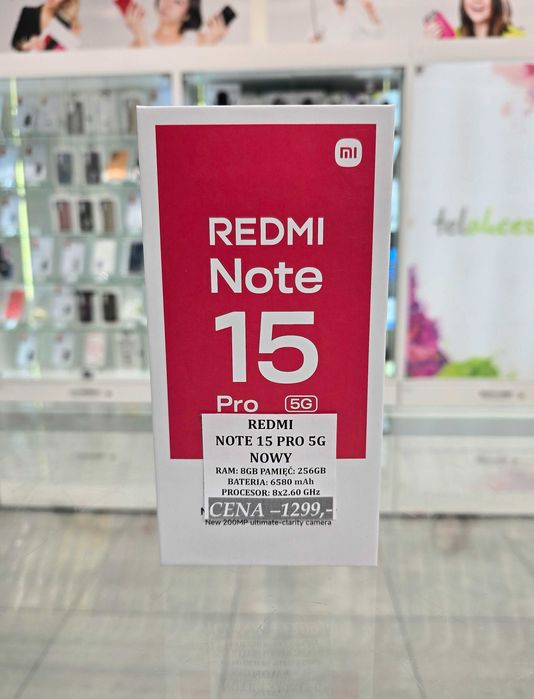 mi
REDMI
Note
15
Pro 5G
REDMI
NOTE 15 PRO 5G
NOWY
RAM: 8GB PAMIĘĆ: 256GB
BATERIA: 6580 mAh
PROCESOR: 8x2.60 GHz
CENA –1299,-
New 200MP ultimate-clarity camera